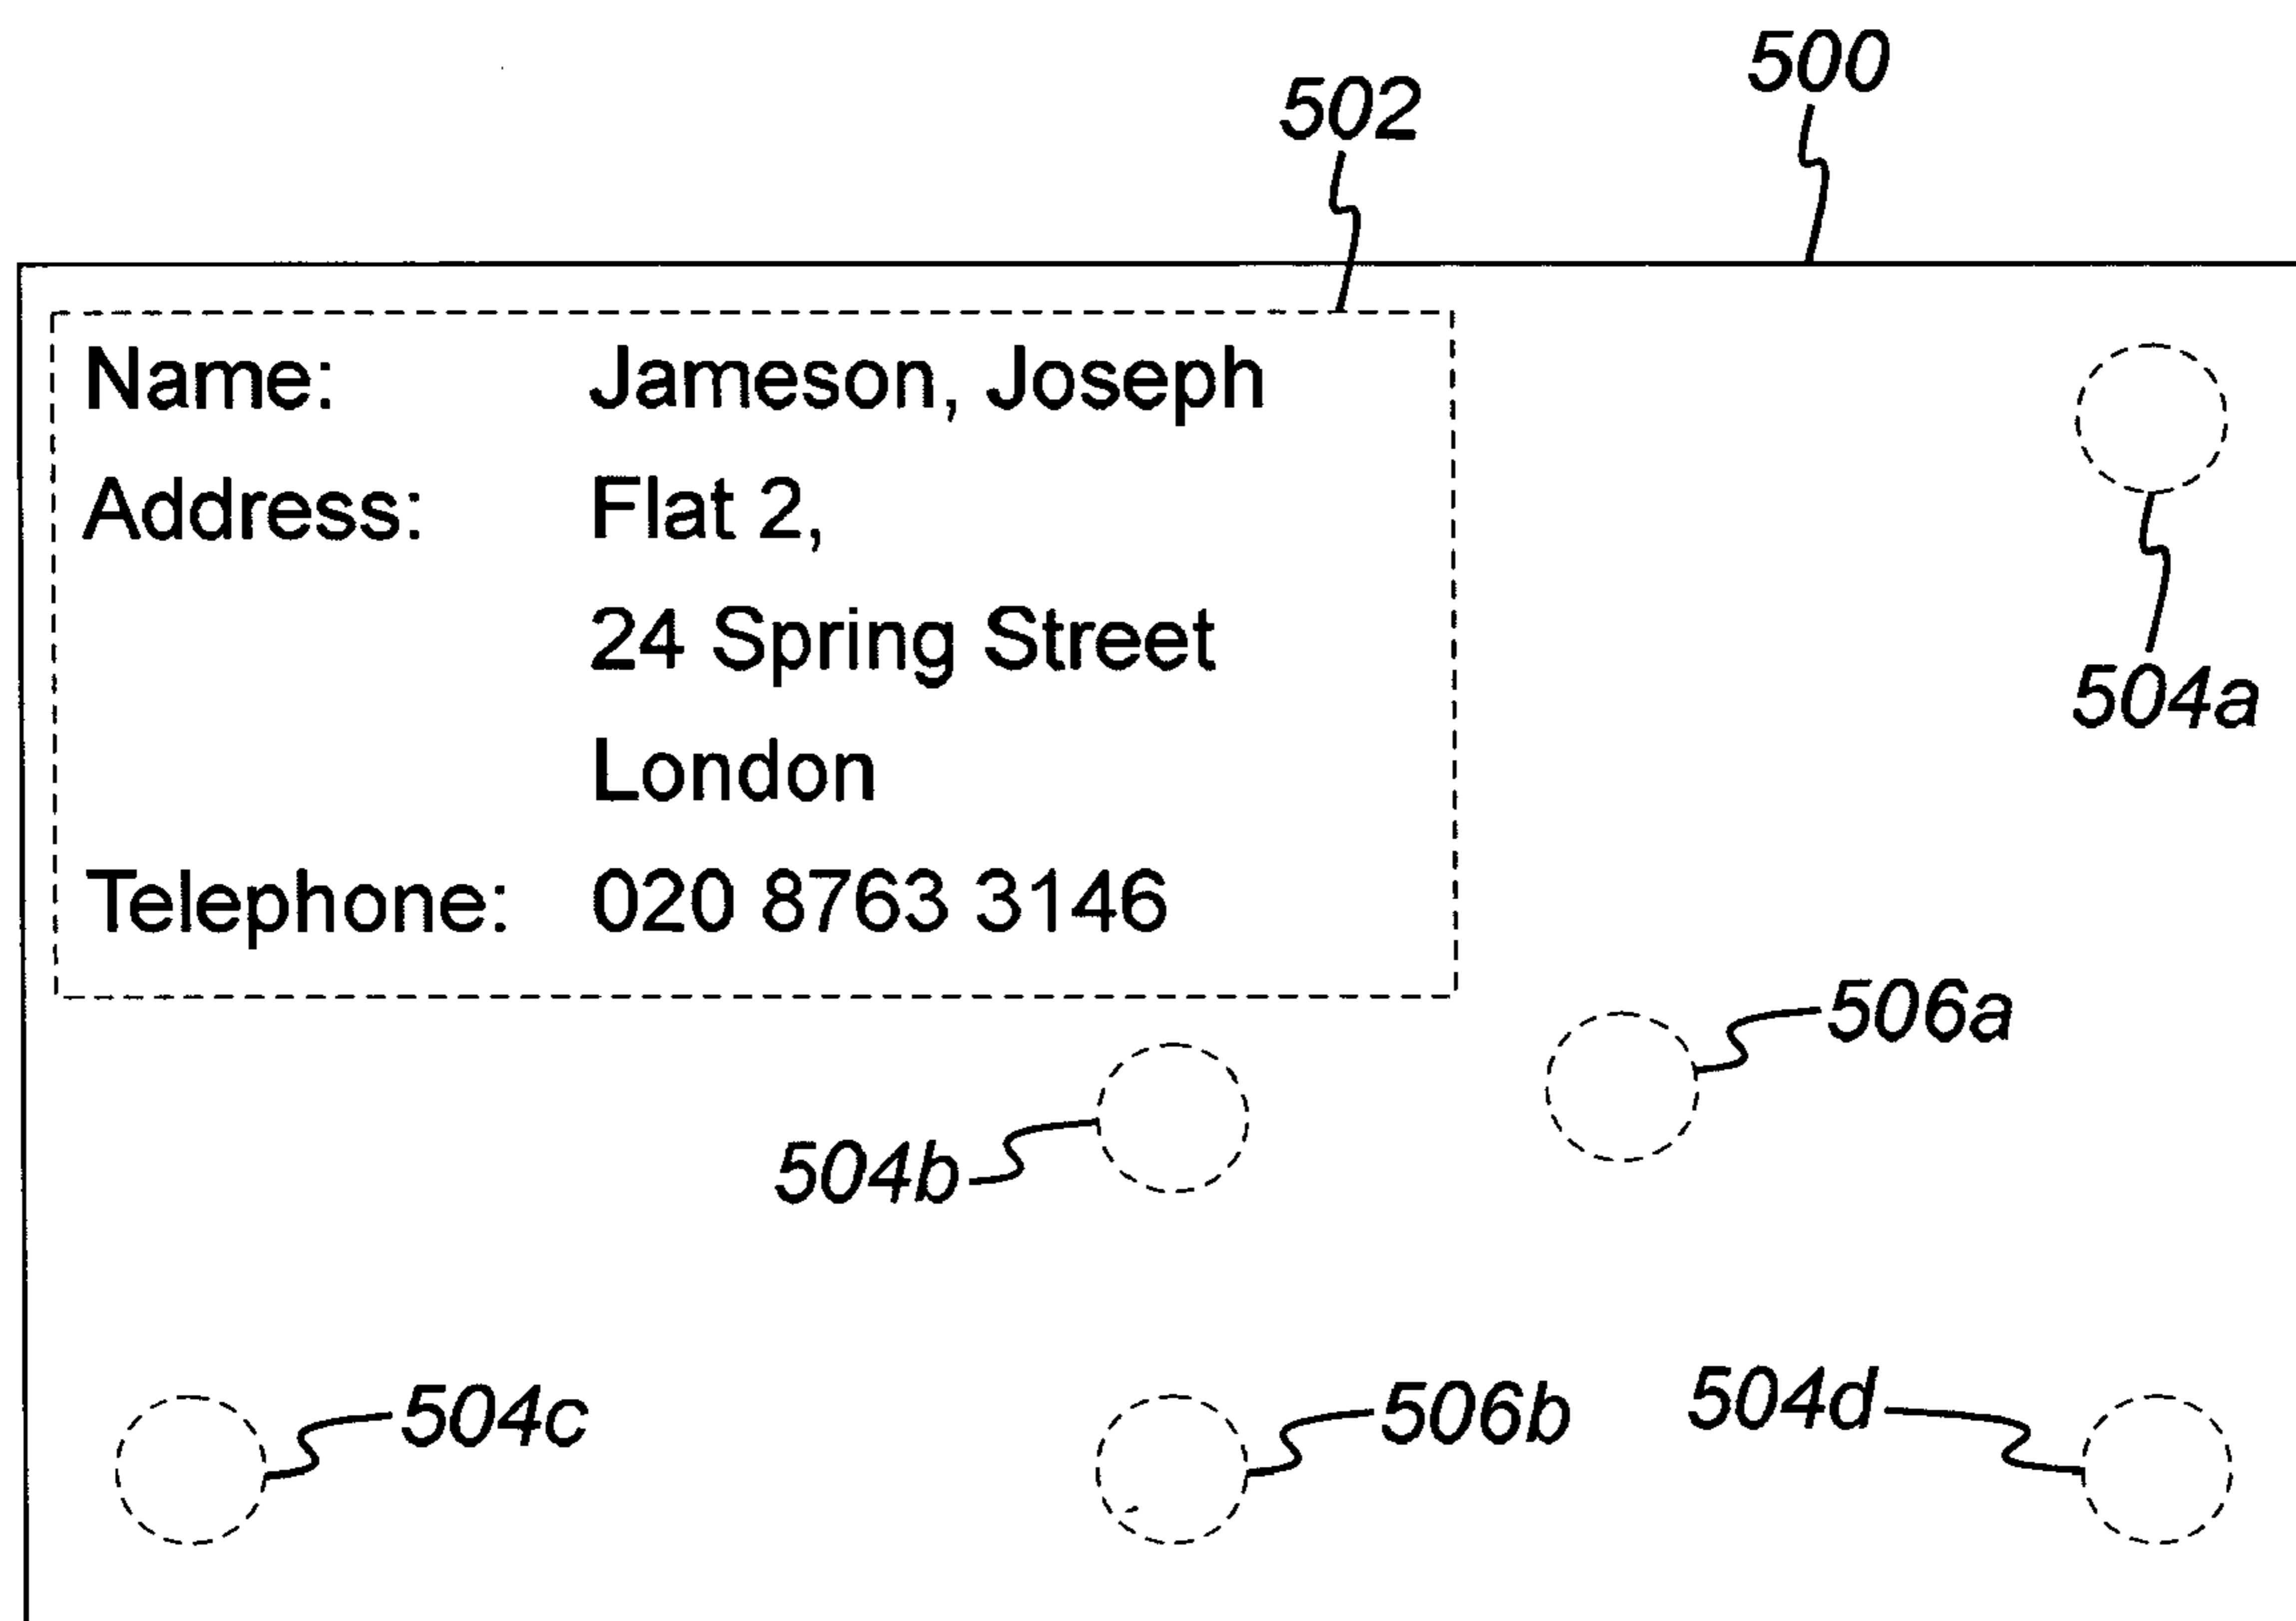 500
502
Name: Jameson, Joseph
Address: Flat 2,
24 Spring Street
London
Telephone: 020 8763 3146
504a
506a
504b
504c
506b
504d